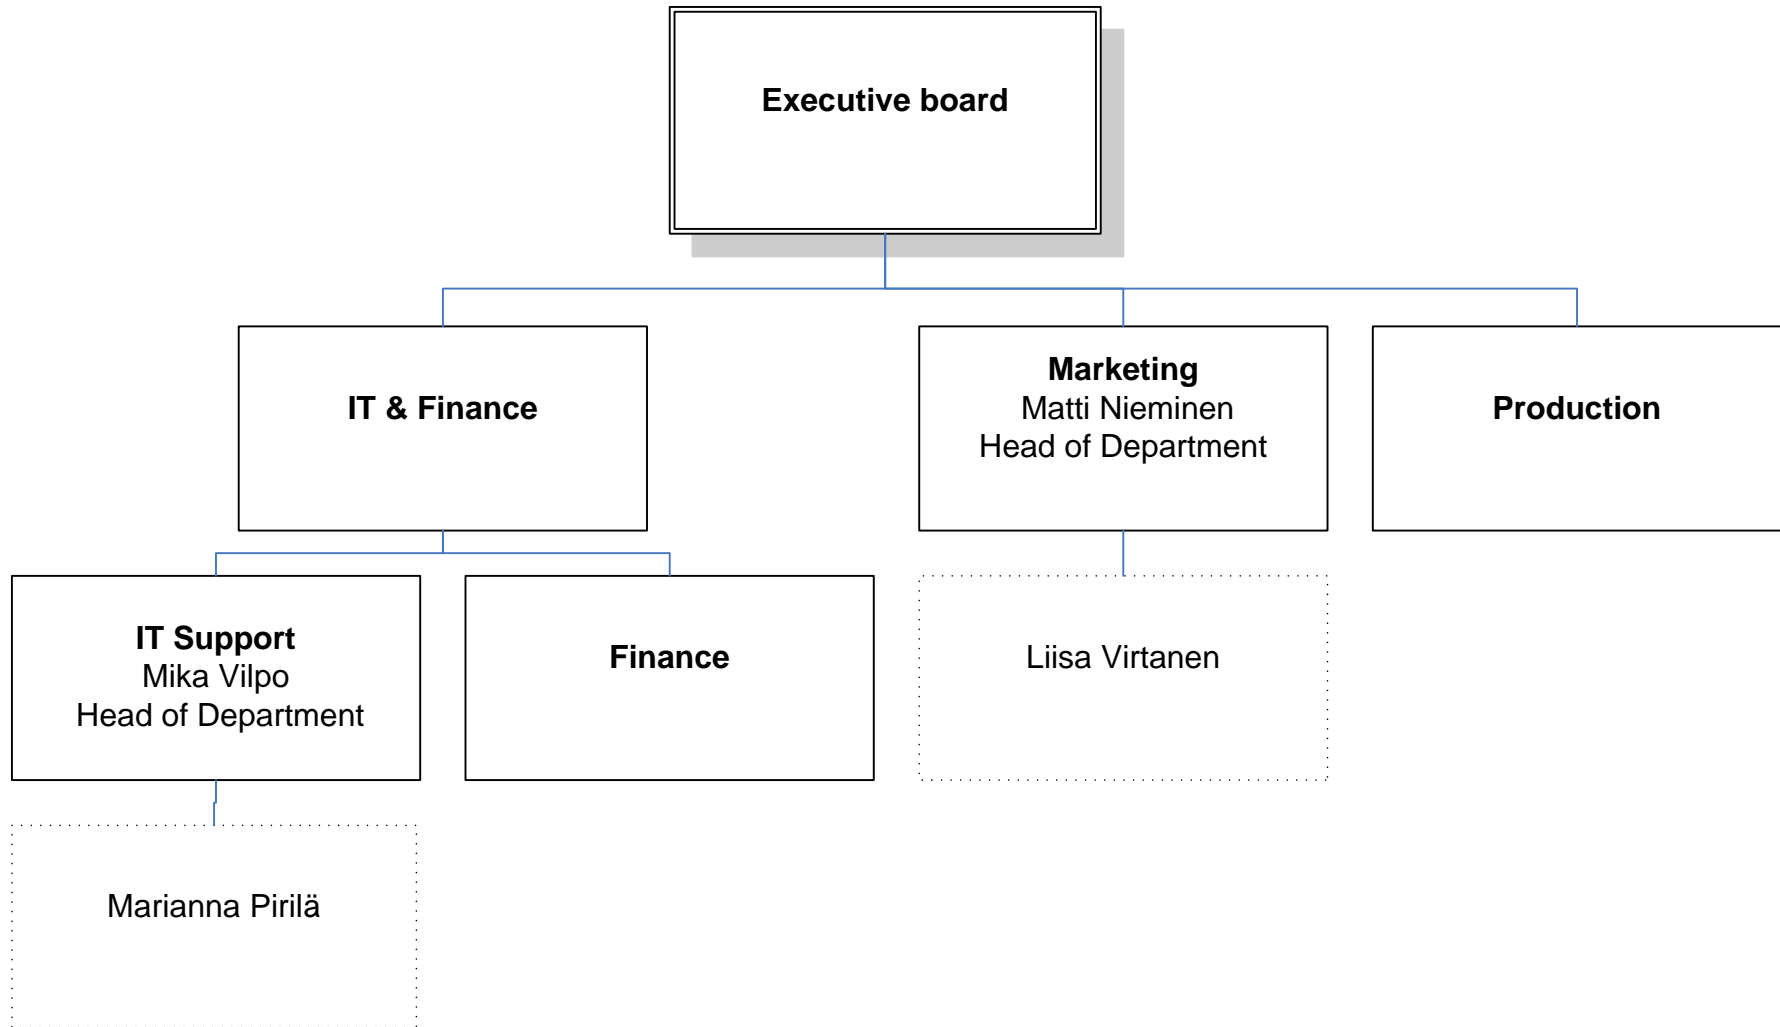 Executive board
IT & Finance
Marketing
Matti Nieminen
Head of Department
Production
IT Support
Mika Vilpo
Head of Department
Finance
Liisa Virtanen
Marianna Pirilä